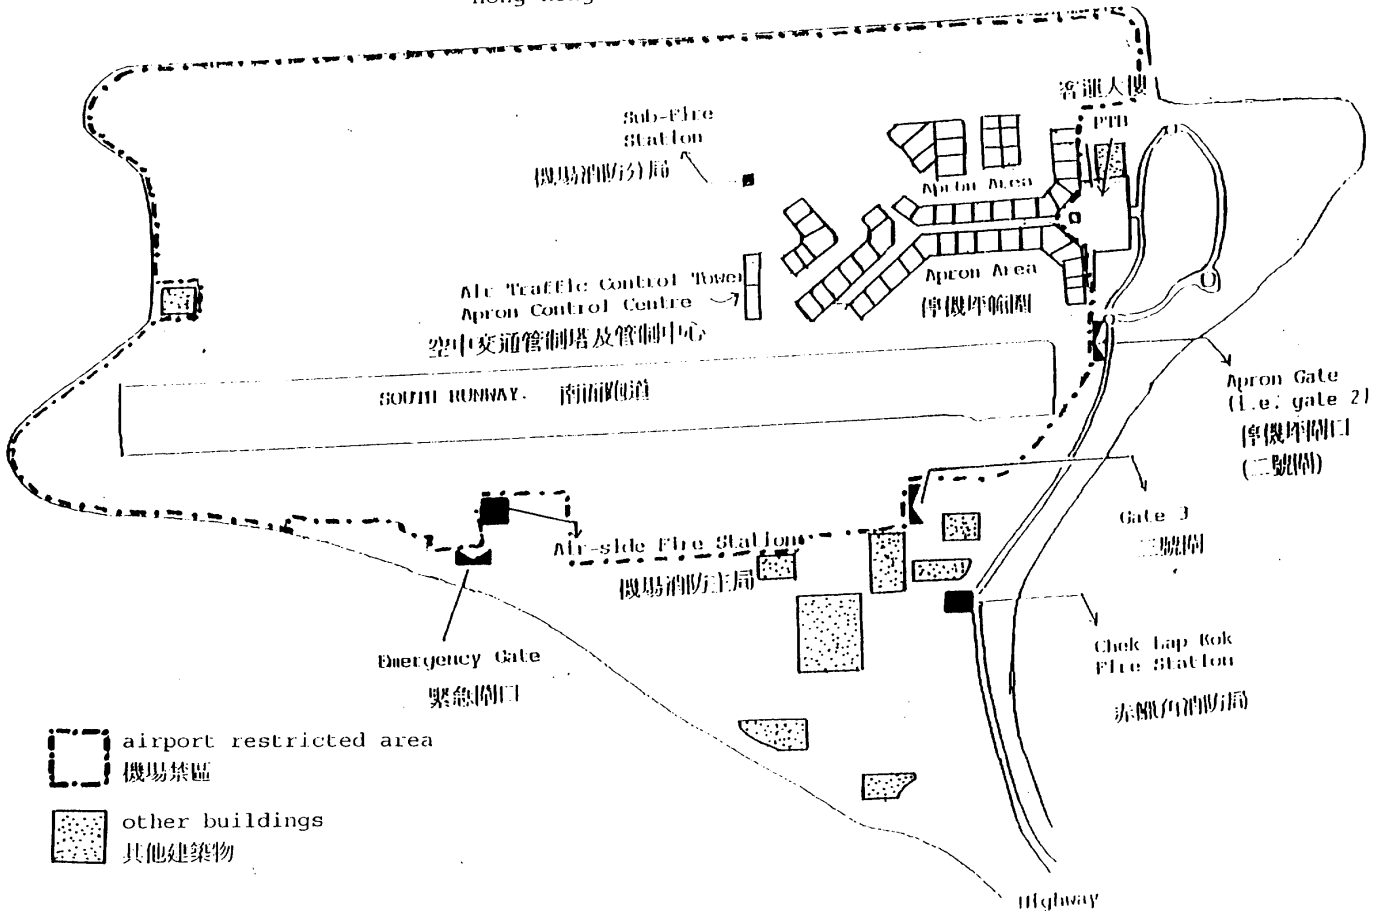 Hong Kong
客運大樓
PTB
Sub-Fire
Station
機場消防分局
Apron Area
Air Traffic Control Tower
Apron Control Centre
空中交通管制塔及管制中心
Apron Area
停機坪範圍
SOUTH RUNWAY. 南面跑道
Apron Gate
(i.e. gate 2)
停機坪閘口
(二號閘)
Gate 3
三號閘
Air-side Fire Station
機場消防主局
Chek Lap Kok
Fire Station
赤鱲角消防局
Emergency Gate
緊急閘口
airport restricted area
機場禁區
other buildings
其他建築物
Highway